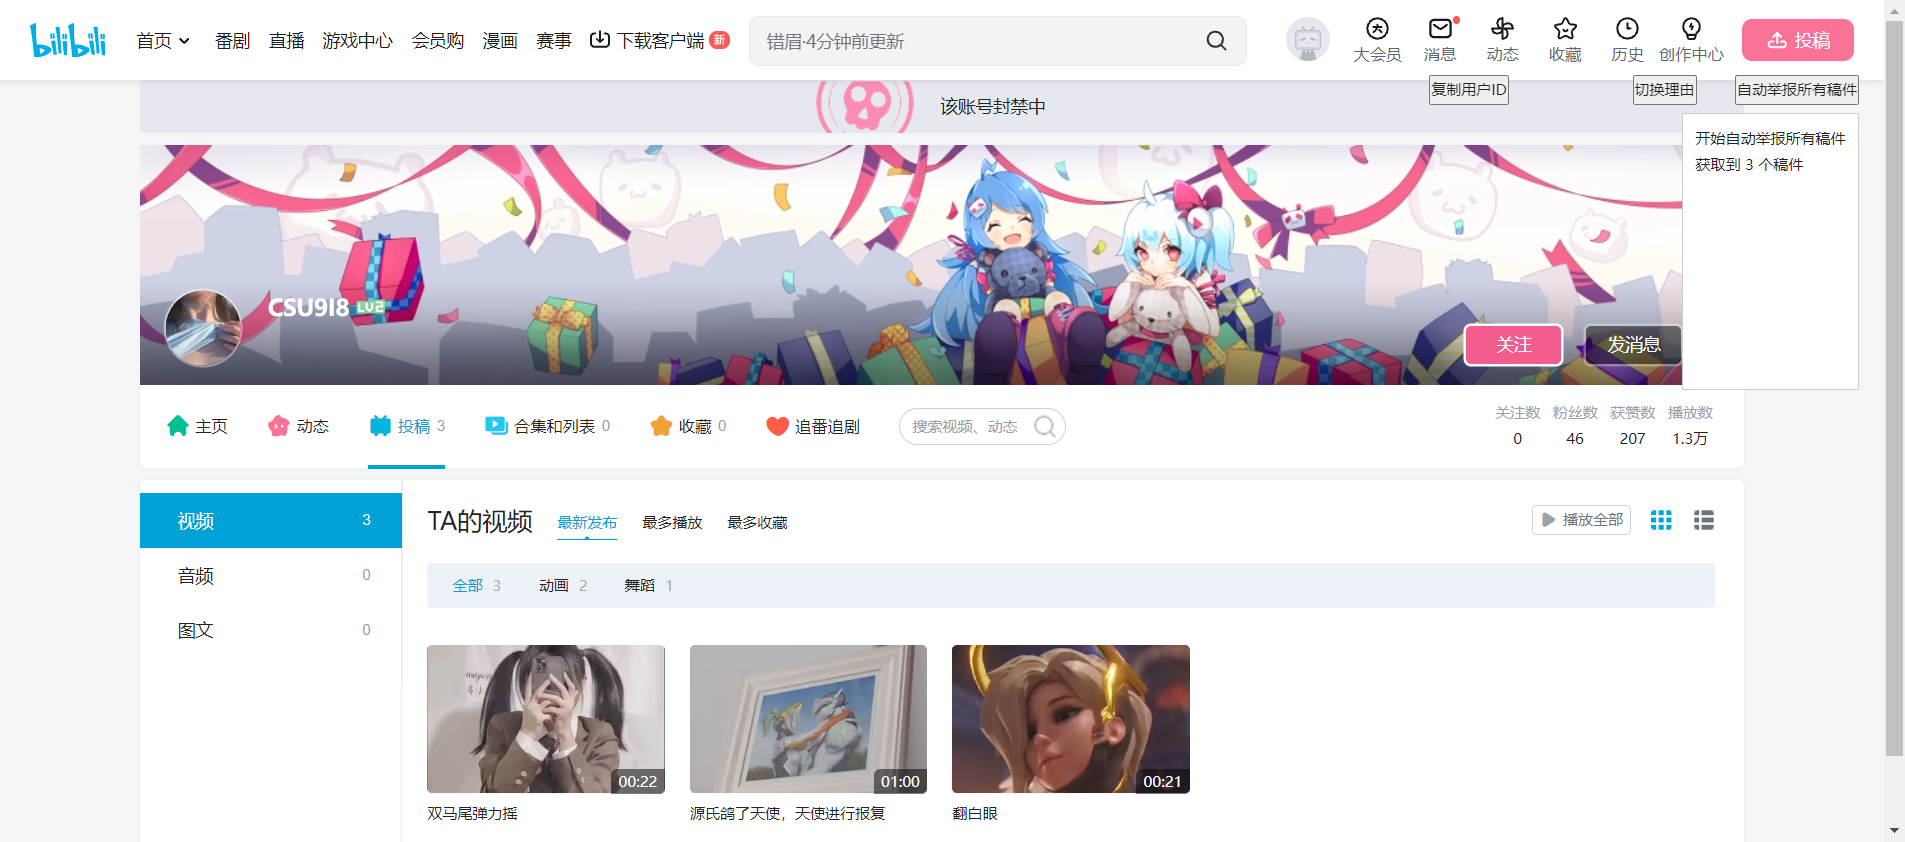 bilibili
首页
番剧
直播
游戏中心
会员购
漫画
赛事
下载客户端 新
错眉·4分钟前更新
大会员
消息
动态
收藏
历史
创作中心
投稿
复制用户ID
切换理由
自动举报所有稿件
该账号封禁中
开始自动举报所有稿件
获取到 3 个稿件
CSU9I8 LV2
关注
发消息
主页
动态
投稿 3
合集和列表 0
收藏 0
追番追剧
搜索视频、动态
关注数 粉丝数 获赞数 播放数
0 46 207 1.3万
视频 3
音频 0
图文 0
TA的视频
最新发布
最多播放
最多收藏
播放全部
全部 3
动画 2
舞蹈 1
00:22
01:00
00:21
双马尾弹力摇
源氏鸽了天使，天使进行报复
翻白眼